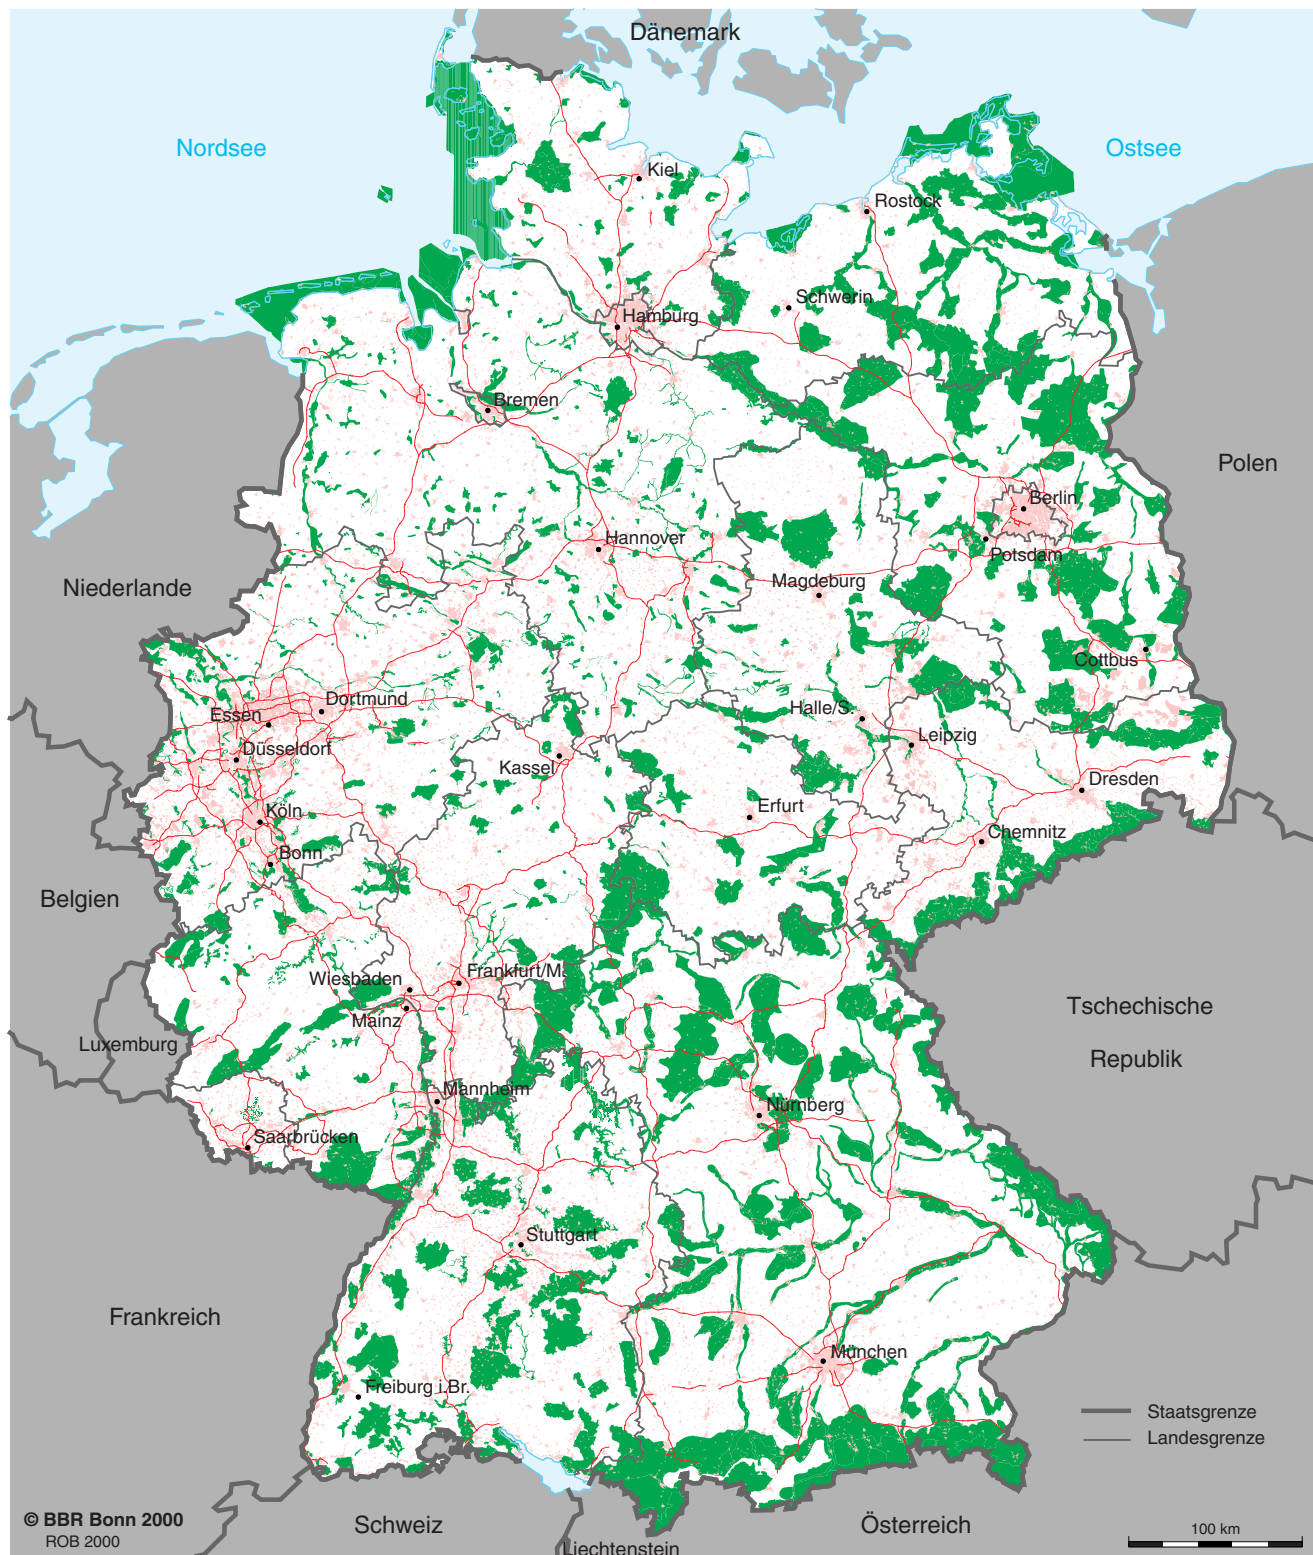 Dänemark
Nordsee
Ostsee
Kiel
Rostock
Schwerin
Hamburg
Bremen
Polen
Berlin
Hannover
Potsdam
Niederlande
Magdeburg
Cottbus
Dortmund
Essen
Halle/S.
Düsseldorf
Leipzig
Kassel
Dresden
Köln
Erfurt
Chemnitz
Bonn
Belgien
Wiesbaden
Frankfurt/M.
Mainz
Tschechische
Republik
Luxemburg
Mannheim
Nürnberg
Saarbrücken
Stuttgart
Frankreich
München
Freiburg i.Br.
Staatsgrenze
Landesgrenze
© BBR Bonn 2000
ROB 2000
Schweiz
Österreich
100 km
Liechtenstein